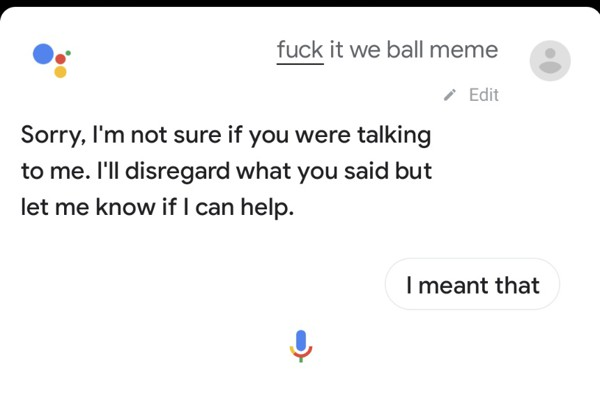 fuck it we ball meme
Edit
Sorry, I'm not sure if you were talking
to me. I'll disregard what you said but
let me know if I can help.
I meant that